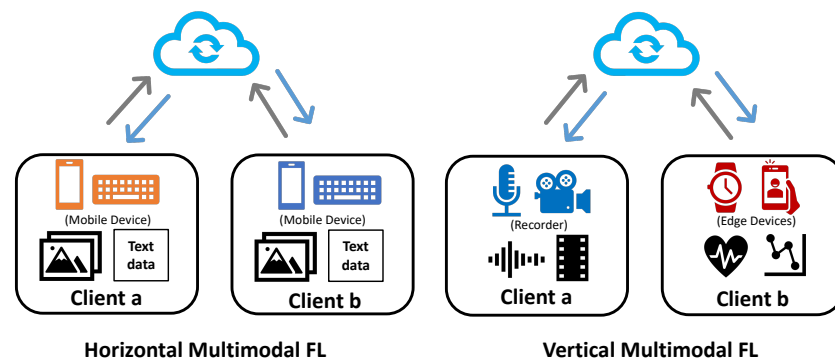 (Mobile Device)
Text
data
Client a
(Mobile Device)
Text
data
Client b
(Recorder)
Client a
(Edge Devices)
Client b
Horizontal Multimodal FL
Vertical Multimodal FL